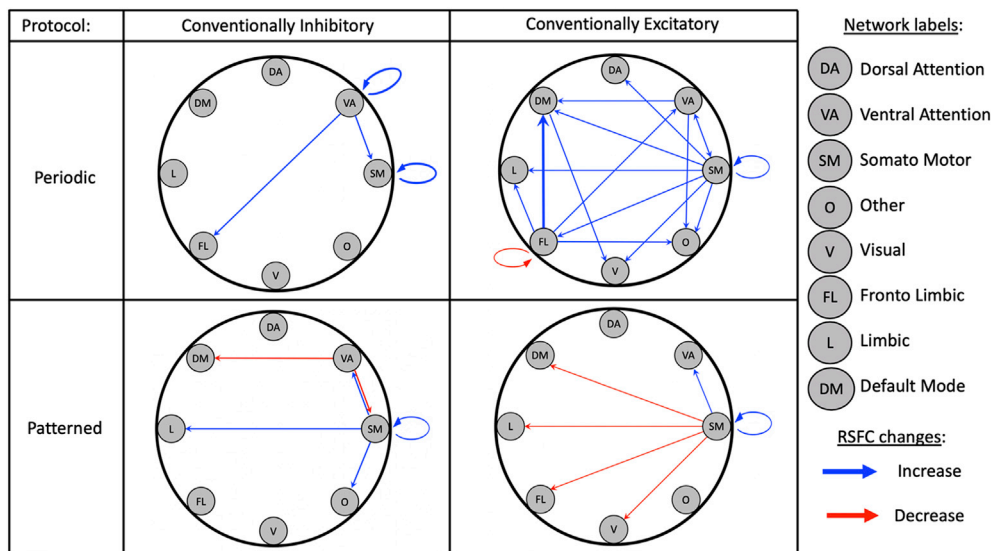 Protocol: Conventionally Inhibitory Conventionally Excitatory
Periodic
DA
VA
SM
O
V
FL
L
DM
DA
VA
SM
O
V
FL
L
DM
Patterned
DA
VA
SM
O
V
FL
L
DM
DA
VA
SM
O
V
FL
L
DM
Network labels:
DA Dorsal Attention
VA Ventral Attention
SM Somato Motor
O Other
V Visual
FL Fronto Limbic
L Limbic
DM Default Mode
RSFC changes:
Increase
Decrease